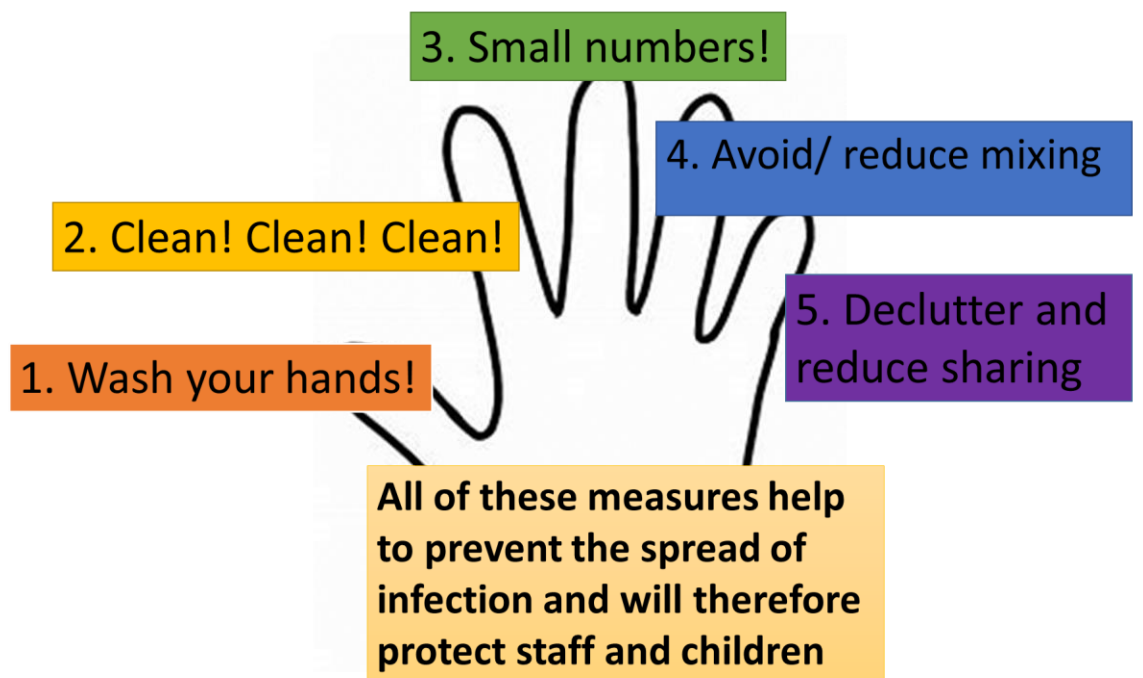 3. Small numbers!
4. Avoid/ reduce mixing
2. Clean! Clean! Clean!
5. Declutter and
reduce sharing
1. Wash your hands!
All of these measures help
to prevent the spread of
infection and will therefore
protect staff and children